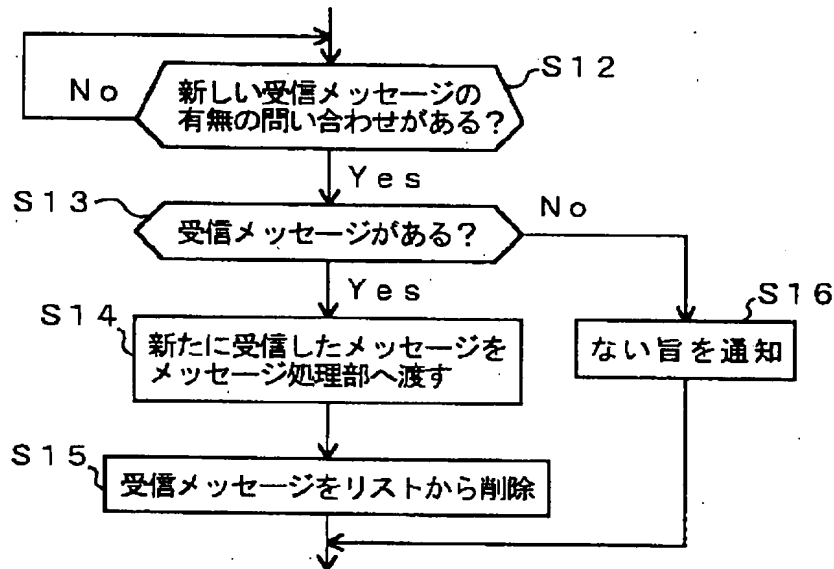 S12
No
新しい受信メッセージの
有無の問い合わせがある?
Yes
S13
No
受信メッセージがある?
Yes
S14
S16
新たに受信したメッセージを
メッセージ処理部へ渡す
ない旨を通知
S15
受信メッセージをリストから削除